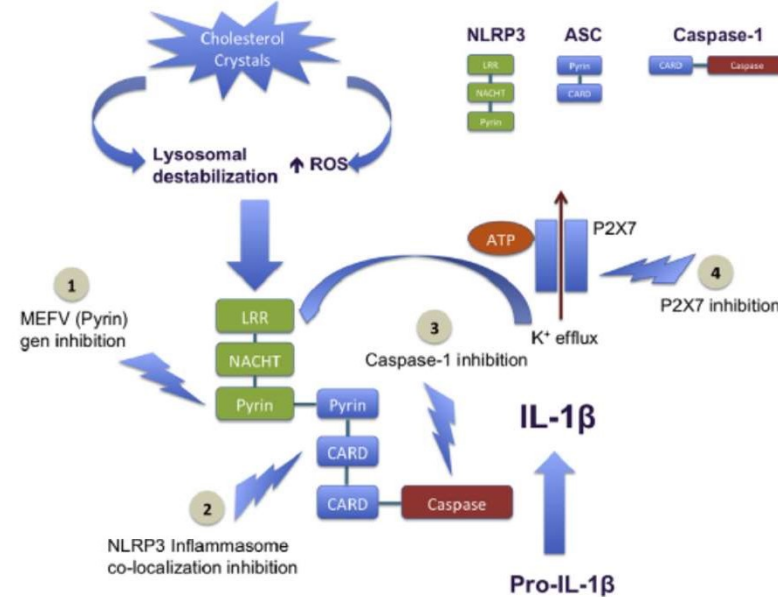 Cholesterol
Crystals
NLRP3
ASC
Caspase-1
LRR
NACHT
Pyrin
Pyrin
CARD
CARD
Caspase
Lysosomal
destabilization
ROS
ATP
P2X7
K+ efflux
4
P2X7 inhibition
1
MEFV (Pyrin)
gen inhibition
LRR
NACHT
Pyrin
Pyrin
CARD
CARD
Caspase
3
Caspase-1 inhibition
2
NLRP3 Inflammasome
co-localization inhibition
IL-1β
Pro-IL-1β